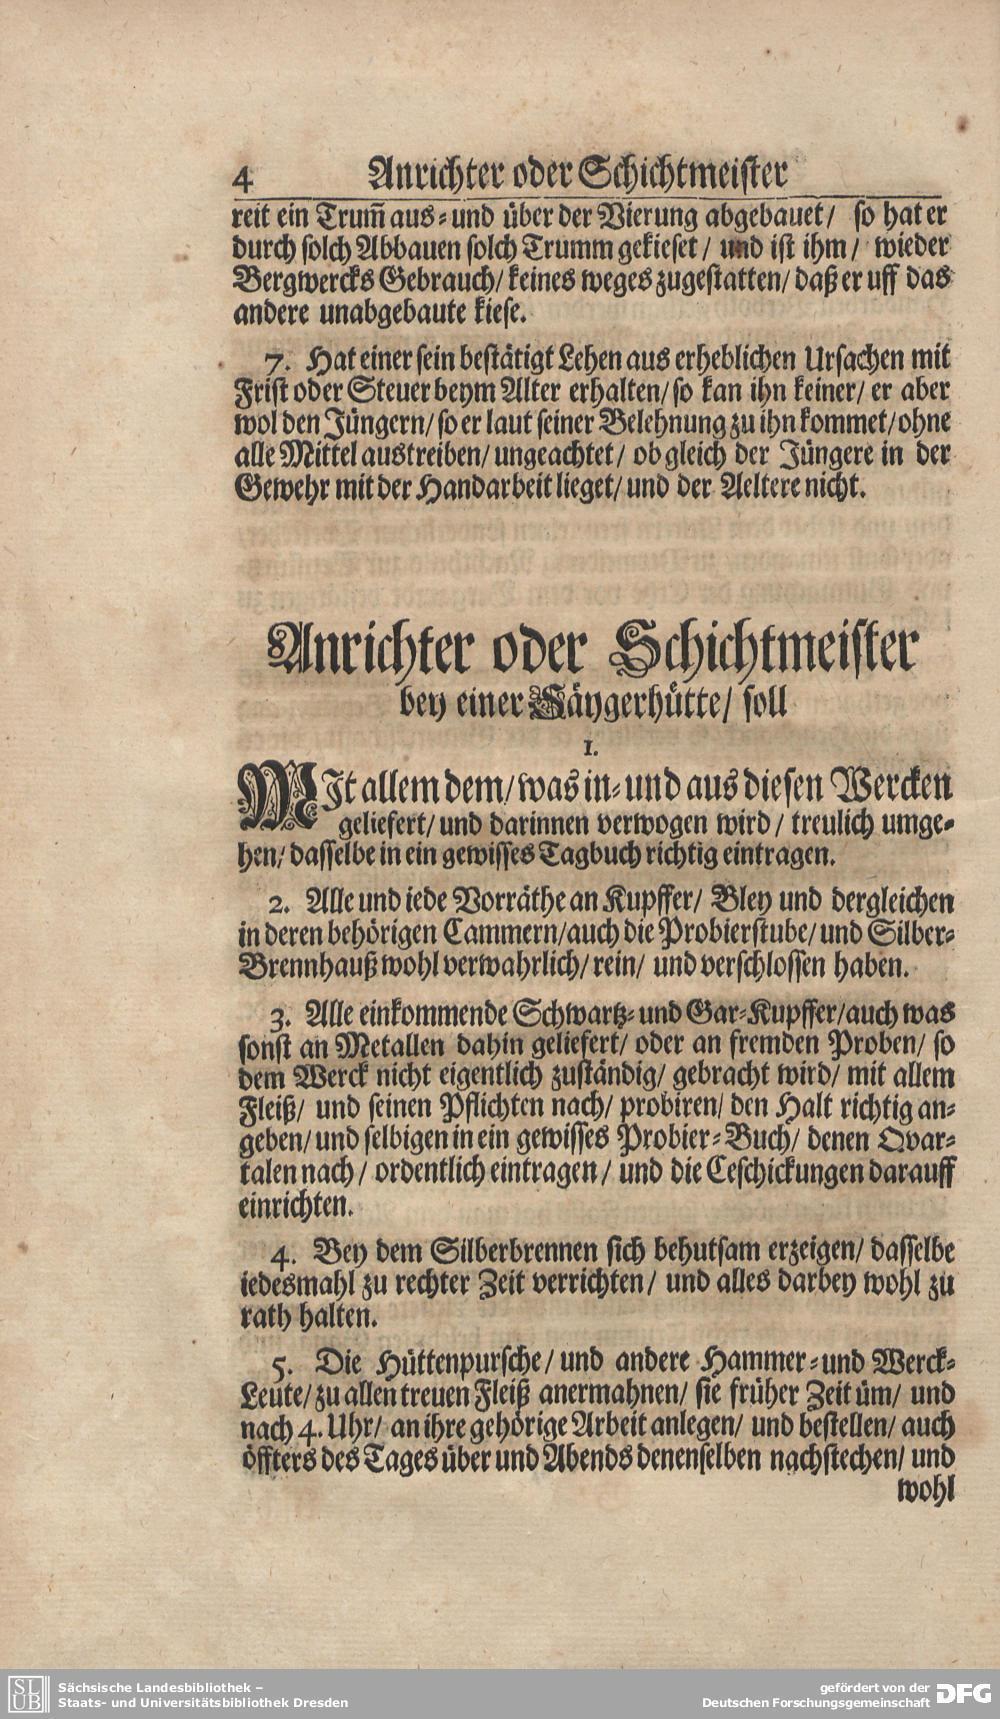 4 Anrichter oder Schichtmeister
reit ein Trum̃ aus- und über der Vierung abgebauet/ so hat er
durch solch Abbauen solch Trumm gekieset/ und ist ihm/ wieder
Bergwercks Gebrauch/ keines weges zugestatten/ daß er uff das
andere unabgebaute kiese.
7. Hat einer sein bestätigt Lehen aus erheblichen Ursachen mit
Frist oder Steuer beym Alter erhalten/ so kan ihn keiner/ er aber
wol den Jüngern/ so er laut seiner Belehnung zu ihn kommet/ ohne
alle Mittel austreiben/ ungeachtet/ ob gleich der Jüngere in der
Gewehr mit der Handarbeit lieget/ und der Aeltere nicht.
Anrichter oder Schichtmeister
bey einer Säygerhütte/ soll
1.
MIt allem dem/ was in- und aus diesen Wercken
geliefert/ und darinnen verwogen wird/ treulich umge-
hen/ dasselbe in ein gewisses Tagbuch richtig eintragen.
2. Alle und iede Vorräthe an Kupffer/ Bley und dergleichen
in deren behörigen Cammern/ auch die Probierstube/ und Silber-
Brennhauß wohl verwahrlich/ rein/ und verschlossen haben.
3. Alle einkommende Schwartz- und Gar-Kupffer/ auch was
sonst an Metallen dahin geliefert/ oder an fremden Proben/ so
dem Werck nicht eigentlich zuständig/ gebracht wird/ mit allem
Fleiß/ und seinen Pflichten nach/ probiren/ den Halt richtig an-
geben/ und selbigen in ein gewisses Probier-Buch/ denen Qvar-
talen nach/ ordentlich eintragen/ und die Ceschickungen darauff
einrichten.
4. Bey dem Silberbrennen sich behutsam erzeigen/ dasselbe
iedesmahl zu rechter Zeit verrichten/ und alles darbey wohl zu
rath halten.
5. Die Hüttenpursche/ und andere Hammer- und Werck-
Leute/ zu allen treuen Fleiß anermahnen/ sie früher Zeit üm/ und
nach 4. Uhr/ an ihre gehörige Arbeit anlegen/ und bestellen/ auch
öffters des Tages über und Abends denenselben nachstechen/ und
wohl
SLUB Sächsische Landesbibliothek –
Staats- und Universitätsbibliothek Dresden
gefördert von der
Deutschen Forschungsgemeinschaft DFG